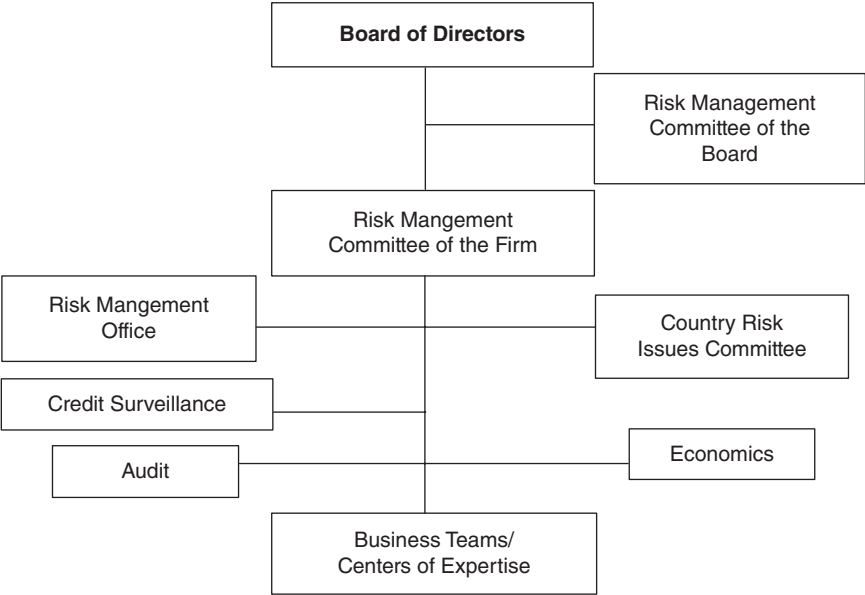 Board of Directors
Risk Management
Committee of the
Board
Risk Mangement
Committee of the Firm
Risk Mangement
Office
Country Risk
Issues Committee
Credit Surveillance
Audit
Economics
Business Teams/
Centers of Expertise